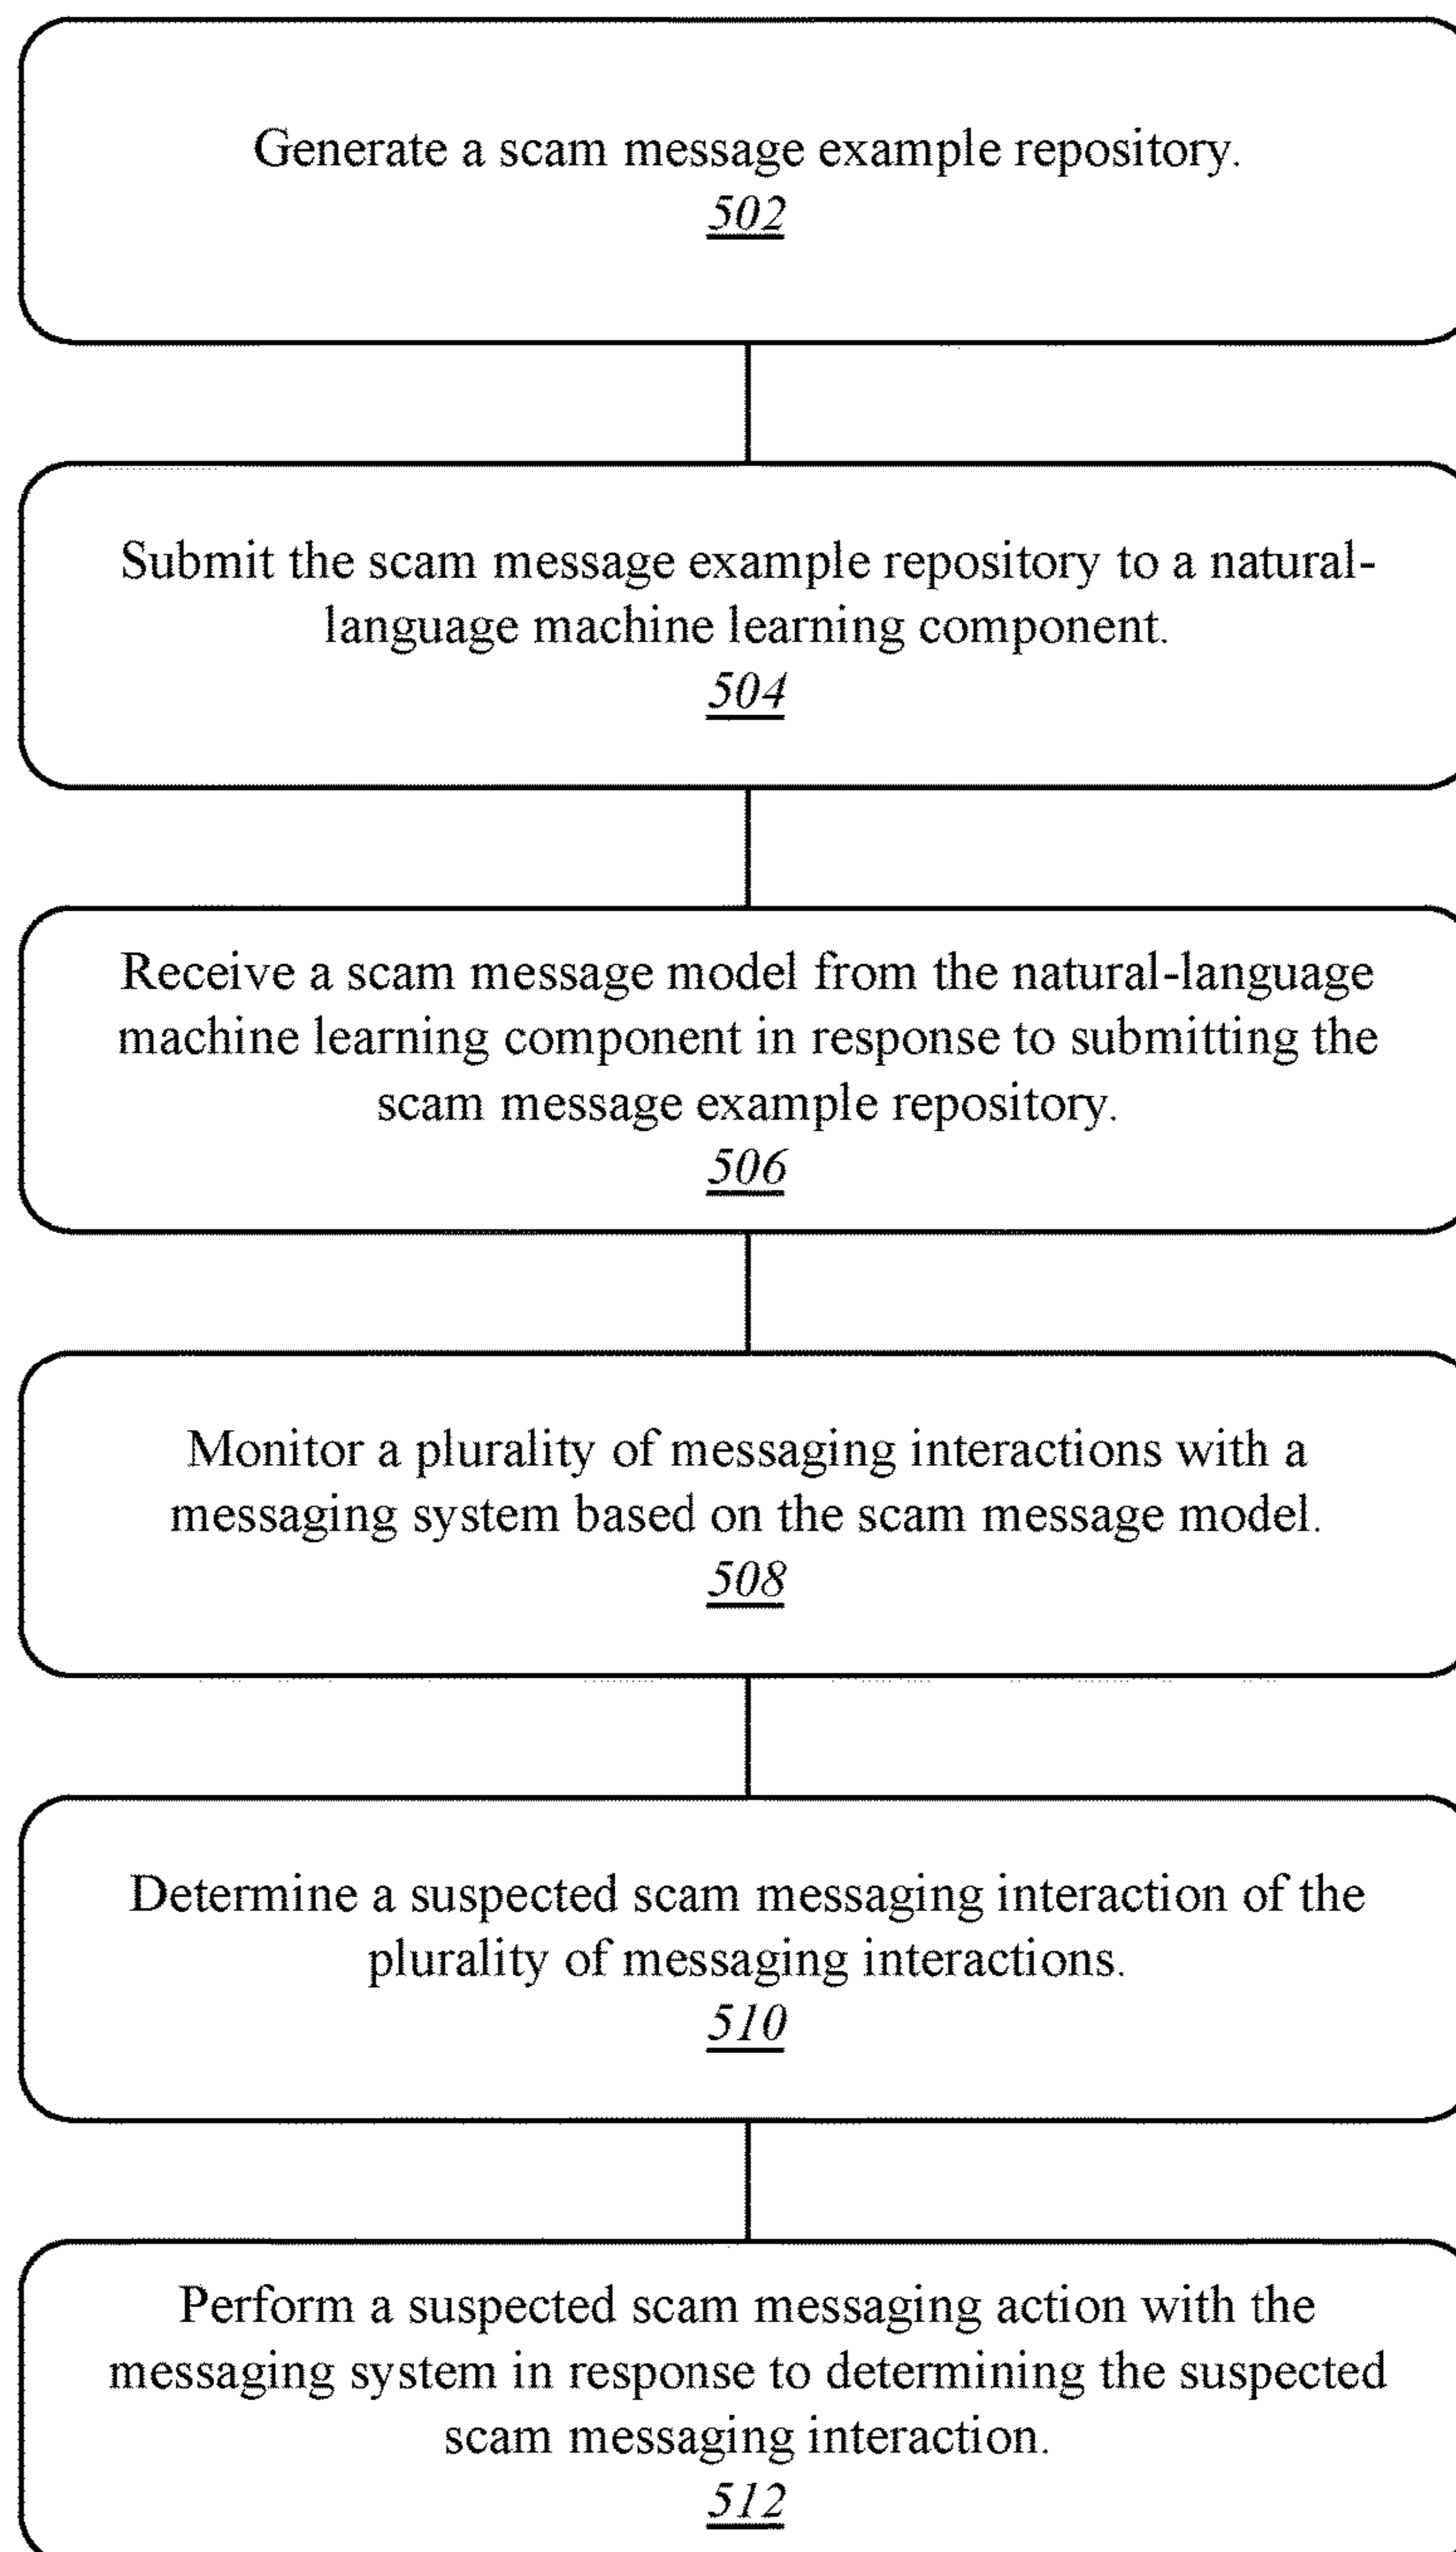 Generate a scam message example repository.
502
Submit the scam message example repository to a natural-
language machine learning component.
504
Receive a scam message model from the natural-language
machine learning component in response to submitting the
scam message example repository.
506
Monitor a plurality of messaging interactions with a
messaging system based on the scam message model.
508
Determine a suspected scam messaging interaction of the
plurality of messaging interactions.
510
Perform a suspected scam messaging action with the
messaging system in response to determining the suspected
scam messaging interaction.
512